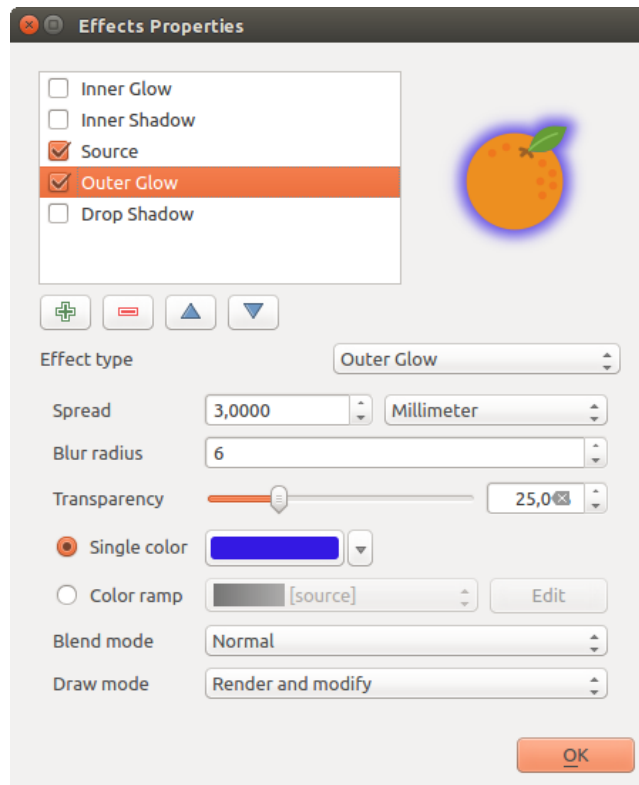 Effects Properties
Inner Glow
Inner Shadow
Source
Outer Glow
Drop Shadow
Effect type Outer Glow
Spread 3,0000 Millimeter
Blur radius 6
Transparency 25,0
Single color
Color ramp [source] Edit
Blend mode Normal
Draw mode Render and modify
OK